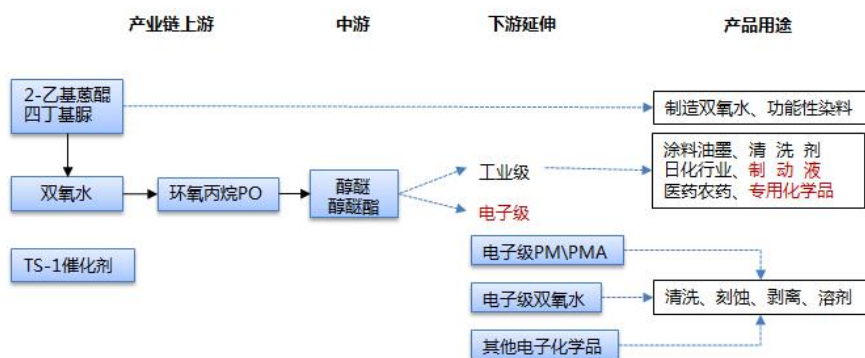 产业链上游 中游 下游延伸 产品用途
2-乙基蒽醌
四丁基脲
制造双氧水、功能性染料
双氧水
环氧丙烷PO
醇醚
醇醚酯
工业级
电子级
涂料油墨、清 洗 剂
日化行业、制 动 液
医药农药、专用化学品
TS-1催化剂
电子级PM\PMA
电子级双氧水
其他电子化学品
清洗、刻蚀、剥离、溶剂